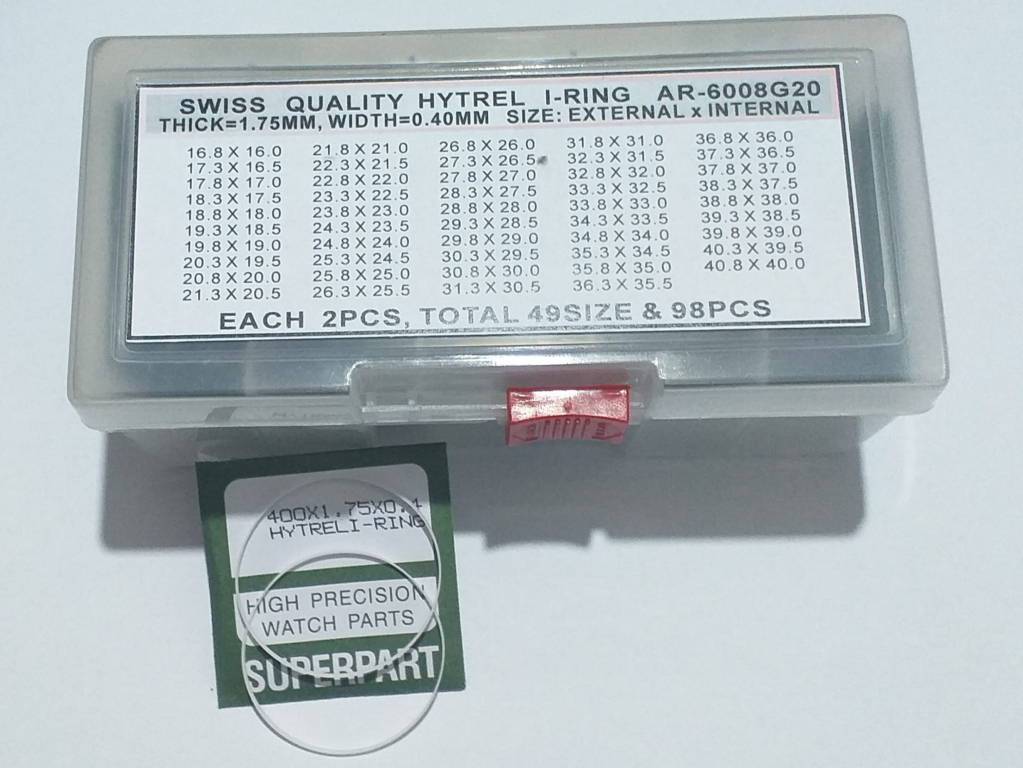 SWISS QUALITY HYTREL I-RING AR-6008G20
THICK=1.75MM, WIDTH=0.40MM SIZE: EXTERNAL x INTERNAL
16.8 X 16.0
17.3 X 16.5
17.8 X 17.0
18.3 X 17.5
18.8 X 18.0
19.3 X 18.5
19.8 X 19.0
20.3 X 19.5
20.8 X 20.0
21.3 X 20.5
21.8 X 21.0
22.3 X 21.5
22.8 X 22.0
23.3 X 22.5
23.8 X 23.0
24.3 X 23.5
24.8 X 24.0
25.3 X 24.5
25.8 X 25.0
26.3 X 25.5
26.8 X 26.0
27.3 X 26.5
27.8 X 27.0
28.3 X 27.5
28.8 X 28.0
29.3 X 28.5
29.8 X 29.0
30.3 X 29.5
30.8 X 30.0
31.3 X 30.5
31.8 X 31.0
32.3 X 31.5
32.8 X 32.0
33.3 X 32.5
33.8 X 33.0
34.3 X 33.5
34.8 X 34.0
35.3 X 34.5
35.8 X 35.0
36.3 X 35.5
36.8 X 36.0
37.3 X 36.5
37.8 X 37.0
38.3 X 37.5
38.8 X 38.0
39.3 X 38.5
39.8 X 39.0
40.3 X 39.5
40.8 X 40.0
EACH 2PCS, TOTAL 49SIZE & 98PCS
400X1.75X0.4
HYTRELI-RING
HIGH PRECISION
WATCH PARTS
SUPERPART